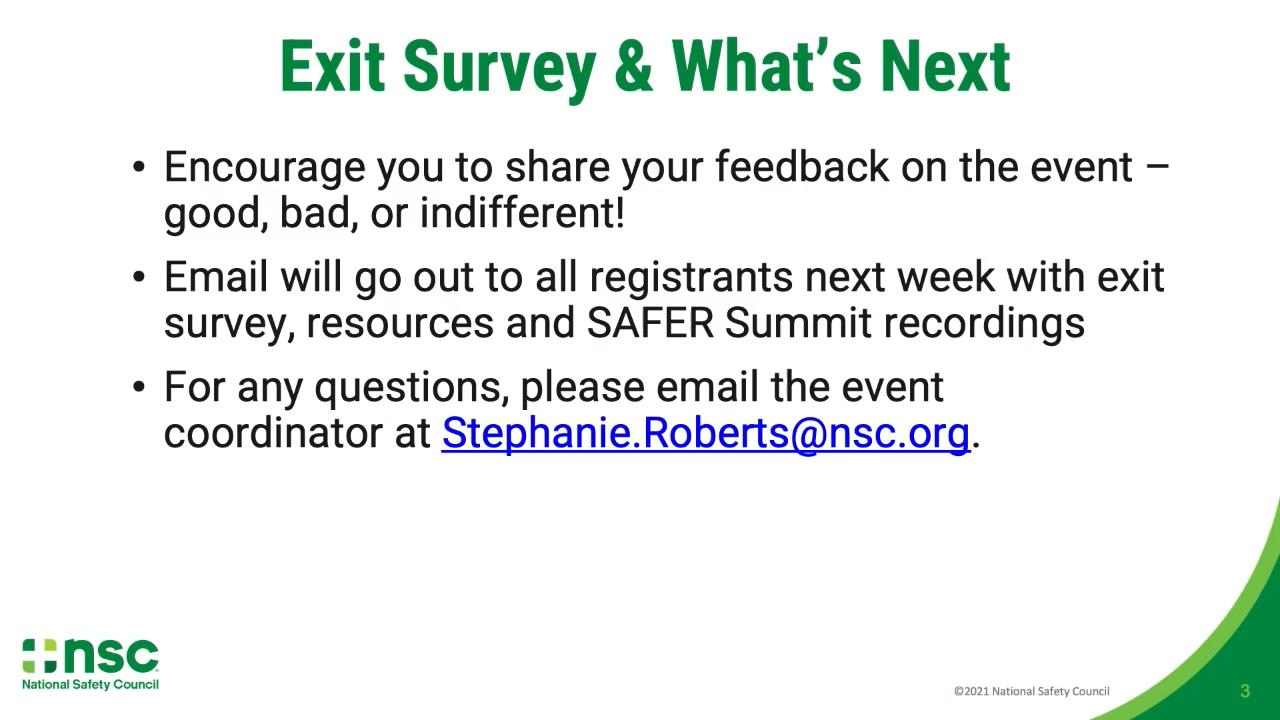 Exit Survey & What’s Next
• Encourage you to share your feedback on the event –
good, bad, or indifferent!
• Email will go out to all registrants next week with exit
survey, resources and SAFER Summit recordings
• For any questions, please email the event
coordinator at Stephanie.Roberts@nsc.org.
nsc
National Safety Council
©2021 National Safety Council
3